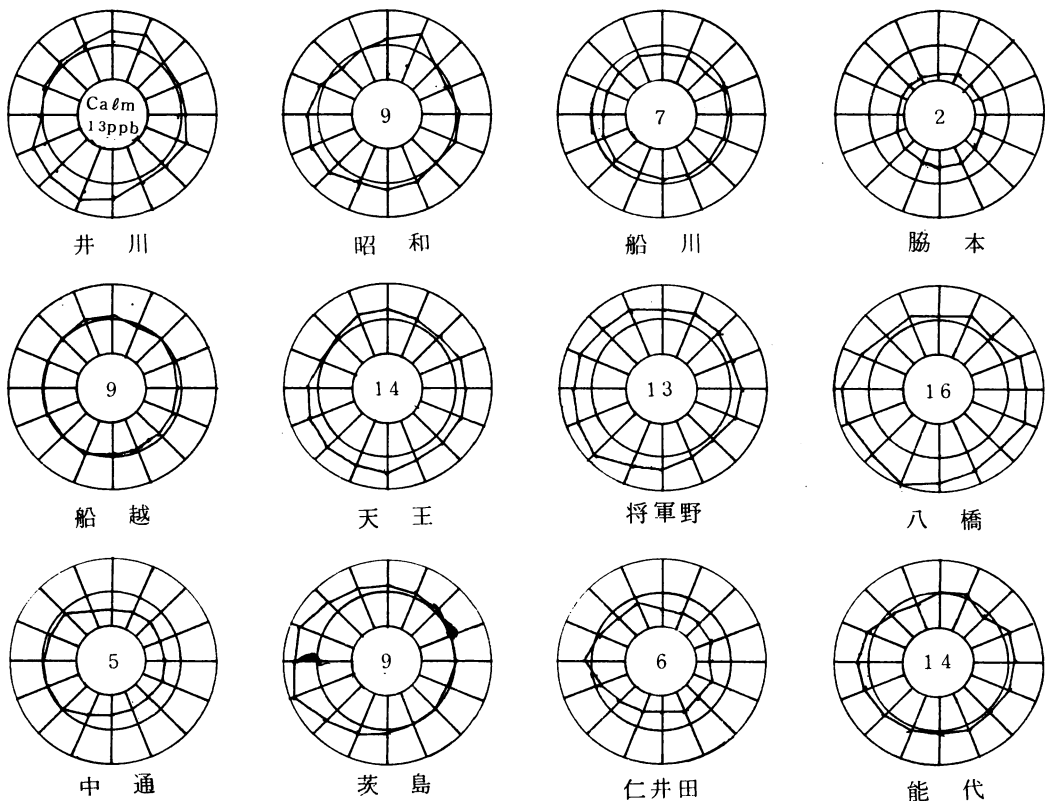 Calm
13ppb
9
7
2
井川
昭和
船川
脇本
9
14
13
16
船越
天王
将軍野
八橋
5
9
6
14
中通
茨島
仁井田
能代